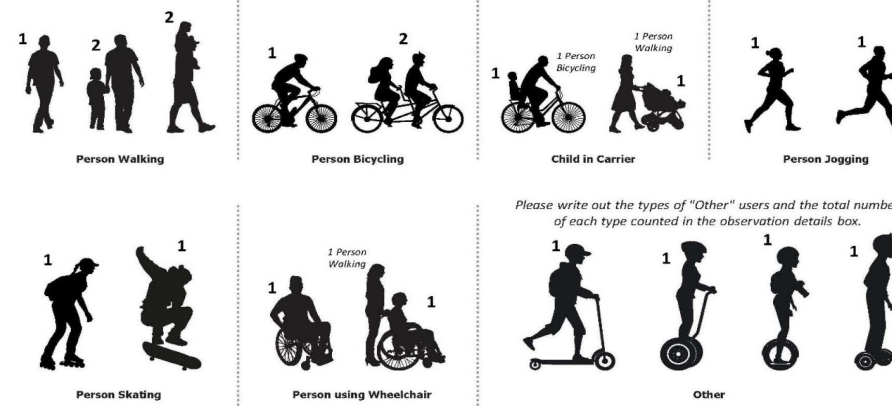 1
2
2
Person Walking
1
2
Person Bicycling
1
1 Person
Bicycling
1 Person
Walking
1
Child in Carrier
1
1
Person Jogging
1
1
Person Skating
1
1 Person
Walking
1
Person using Wheelchair
Please write out the types of "Other" users and the total numbe
of each type counted in the observation details box.
1
1
1
1
Other